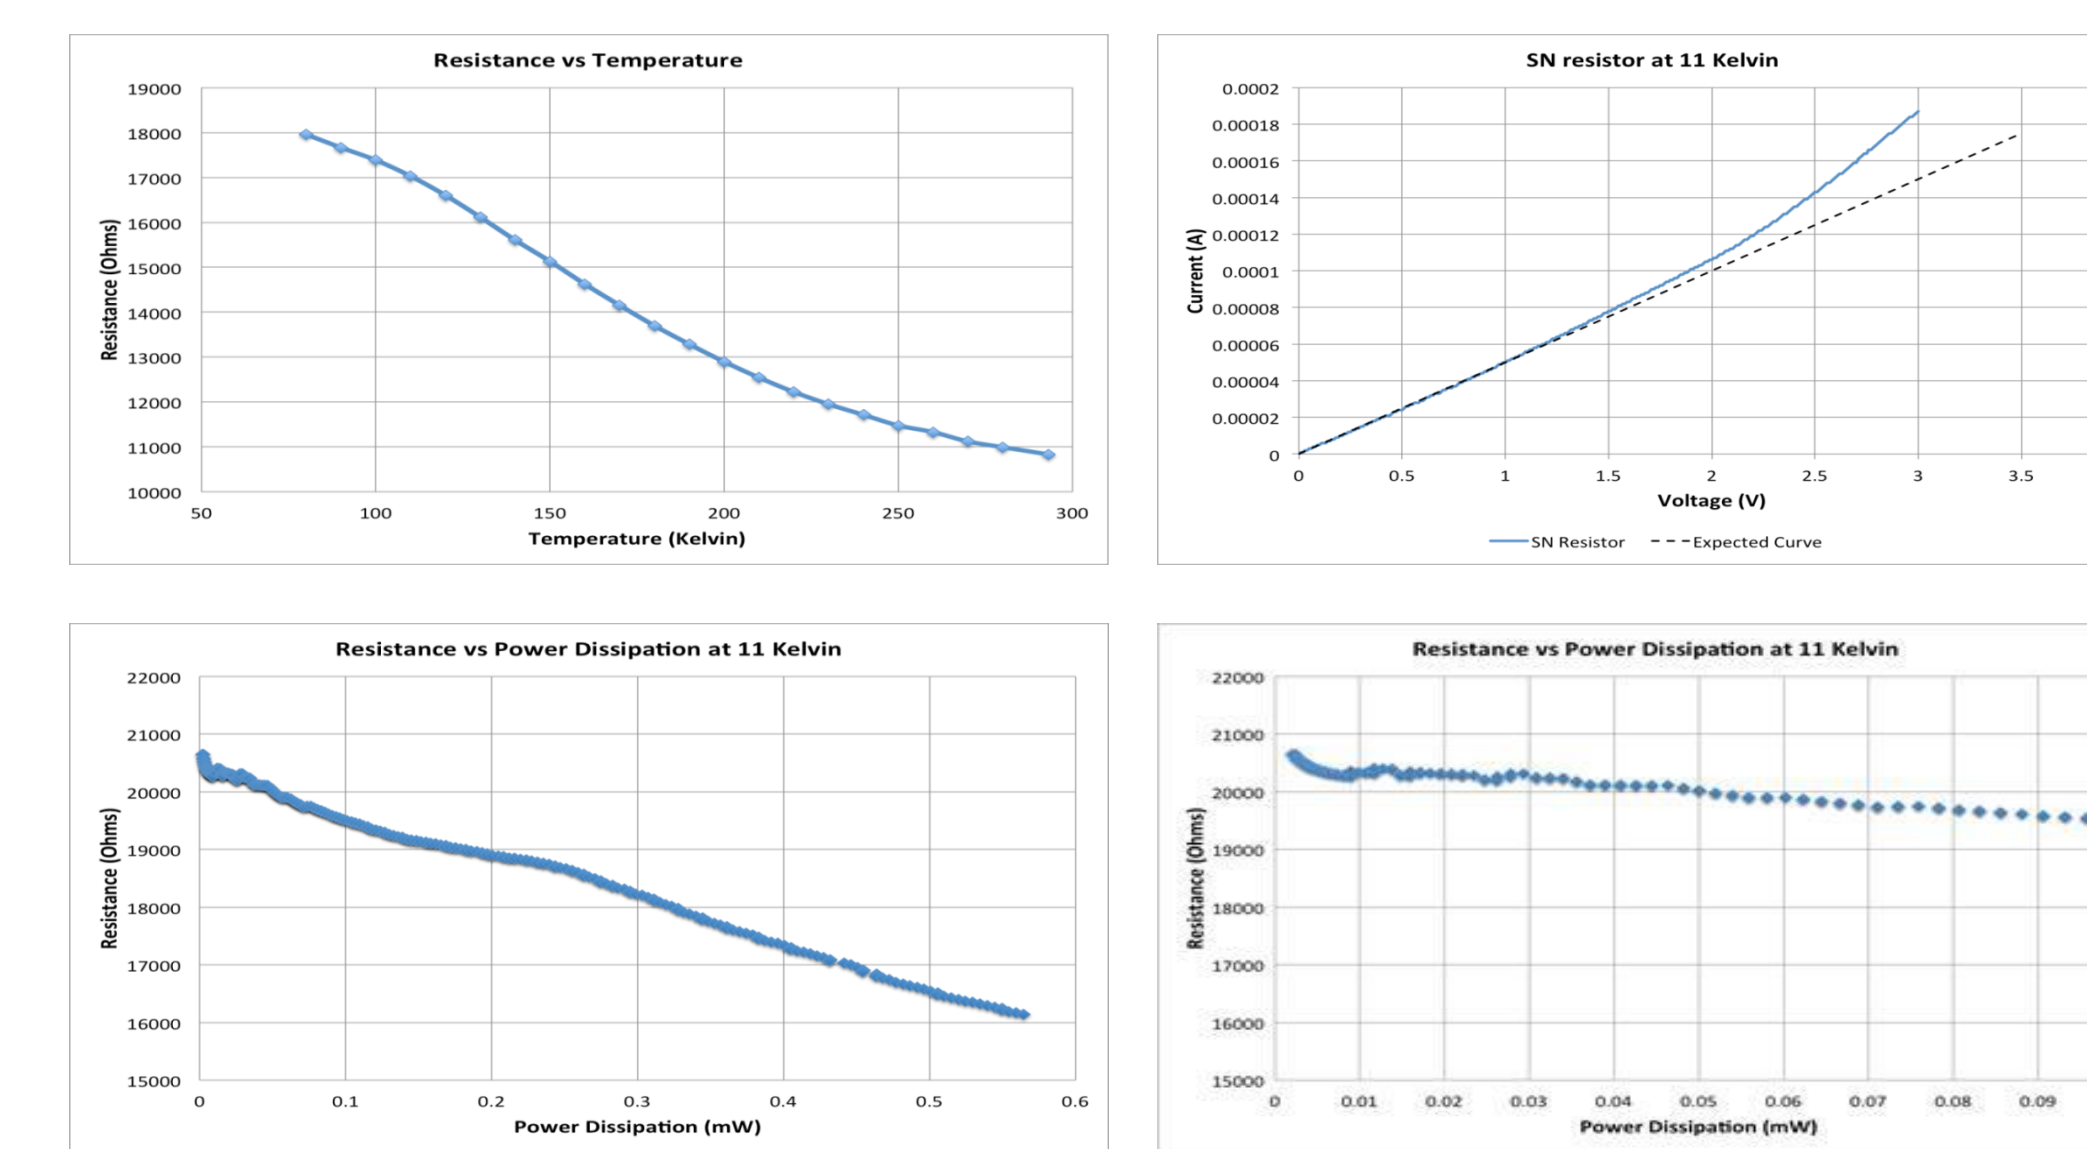 Resistance vs Temperature
19000
18000
17000
16000
15000
14000
13000
12000
11000
10000
Resistance (Ohms)
50 100 150 200 250 300
Temperature (Kelvin)
SN resistor at 11 Kelvin
0.0002
0.00018
0.00016
0.00014
0.00012
0.0001
0.00008
0.00006
0.00004
0.00002
0
Current (A)
0 0.5 1 1.5 2 2.5 3 3.5
Voltage (V)
SN Resistor Expected Curve
Resistance vs Power Dissipation at 11 Kelvin
22000
21000
20000
19000
18000
17000
16000
15000
Resistance (Ohms)
0 0.1 0.2 0.3 0.4 0.5 0.6
Power Dissipation (mW)
Resistance vs Power Dissipation at 11 Kelvin
22000
21000
20000
19000
18000
17000
16000
15000
Resistance (Ohms)
0 0.01 0.02 0.03 0.04 0.05 0.06 0.07 0.08 0.09
Power Dissipation (mW)